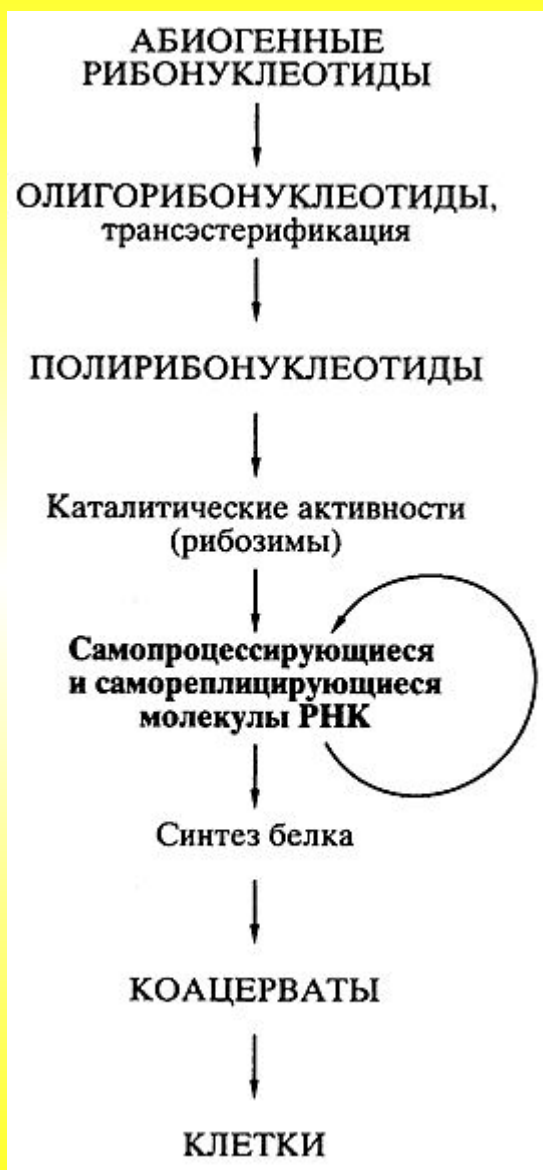 АБИОГЕННЫЕ
РИБОНУКЛЕОТИДЫ
ОЛИГОРИБОНУКЛЕОТИДЫ,
трансэстерификация
ПОЛИРИБОНУКЛЕОТИДЫ
Каталитические активности
(рибозимы)
Самопроцессирующиеся
и самореплицирующиеся
молекулы РНК
Синтез белка
КОАЦЕРВАТЫ
КЛЕТКИ